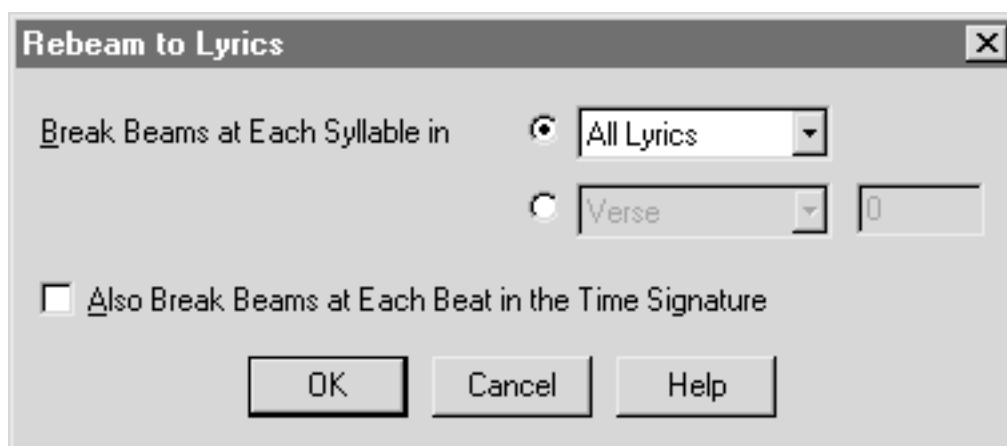 Rebeam to Lyrics
Break Beams at Each Syllable in
All Lyrics
Verse 0
Also Break Beams at Each Beat in the Time Signature
OK Cancel Help